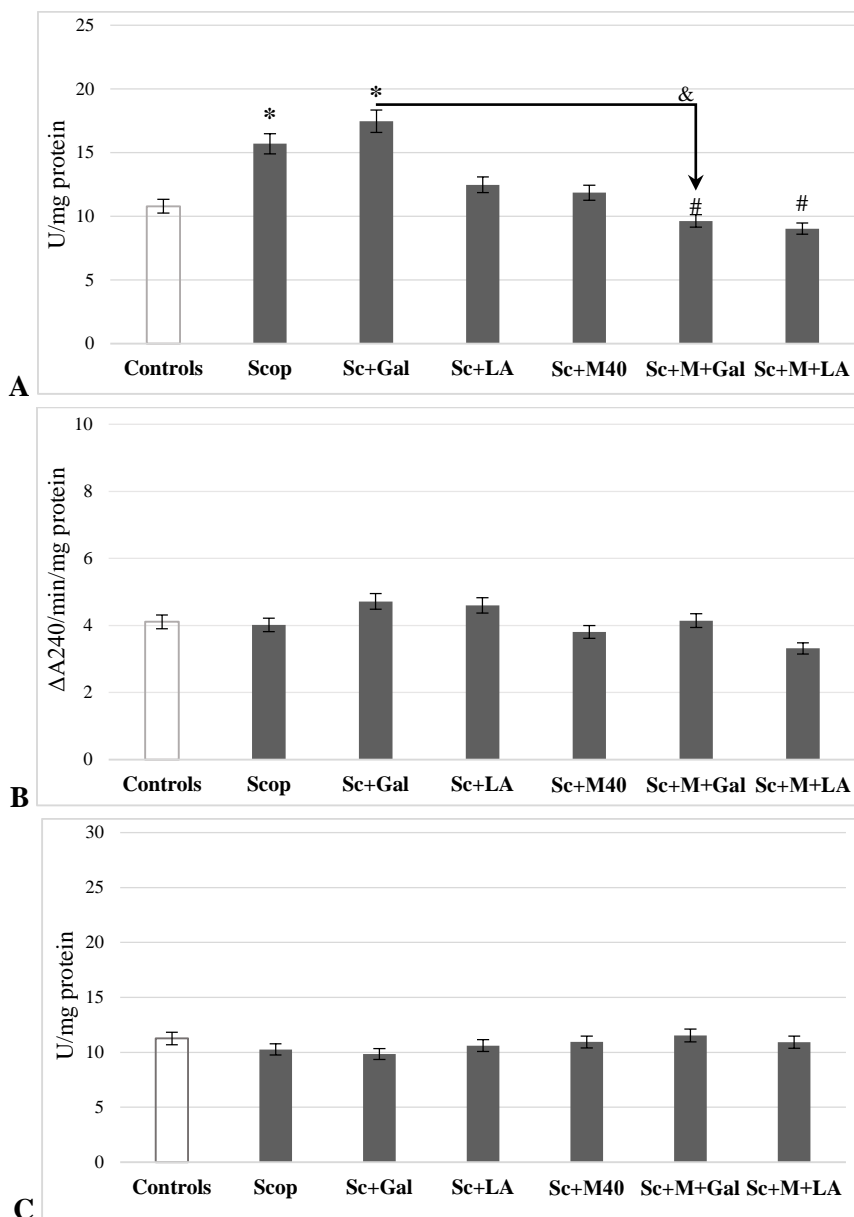 25
20
15
10
5
0
U/mg protein
*
*
&
#
#
Controls Scop Sc+Gal Sc+LA Sc+M40 Sc+M+Gal Sc+M+LA
A
10
8
6
4
2
0
ΔA240/min/mg protein
Controls Scop Sc+Gal Sc+LA Sc+M40 Sc+M+Gal Sc+M+LA
B
30
25
20
15
10
5
0
U/mg protein
Controls Scop Sc+Gal Sc+LA Sc+M40 Sc+M+Gal Sc+M+LA
C